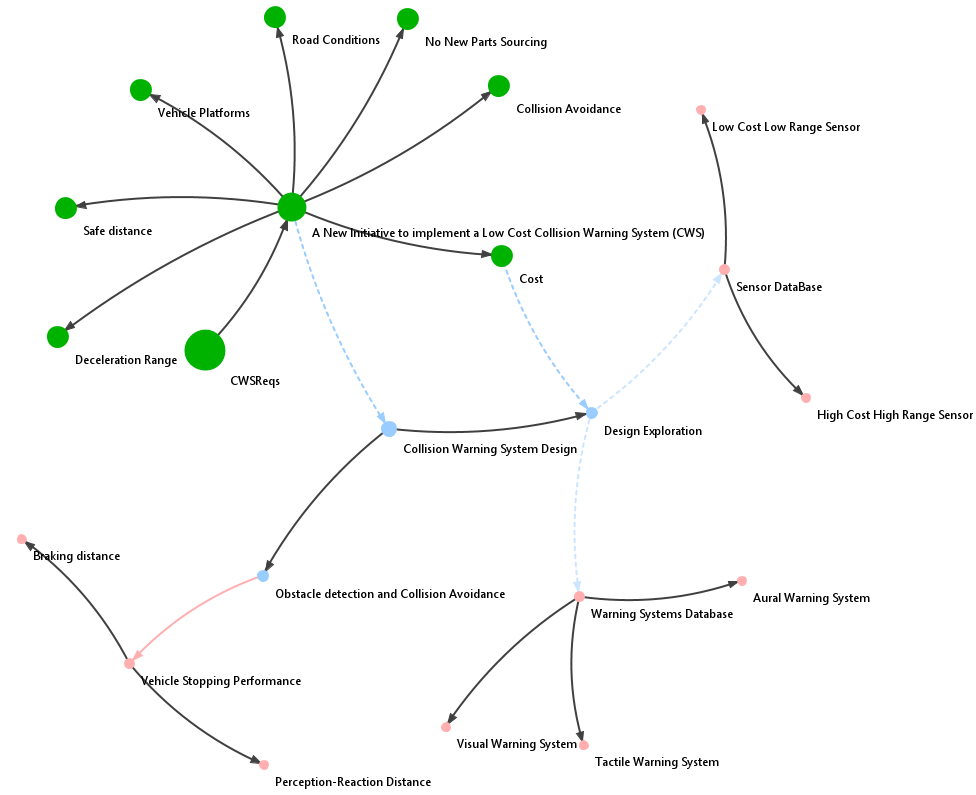 Road Conditions
No New Parts Sourcing
Vehicle Platforms
Collision Avoidance
Low Cost Low Range Sensor
Safe distance
A New Initiative to implement a Low Cost Collision Warning System (CWS)
Cost
Sensor DataBase
Deceleration Range
CWSReqs
High Cost High Range Sensor
Design Exploration
Collision Warning System Design
Braking distance
Obstacle detection and Collision Avoidance
Aural Warning System
Warning Systems Database
Vehicle Stopping Performance
Visual Warning System
Tactile Warning System
Perception-Reaction Distance